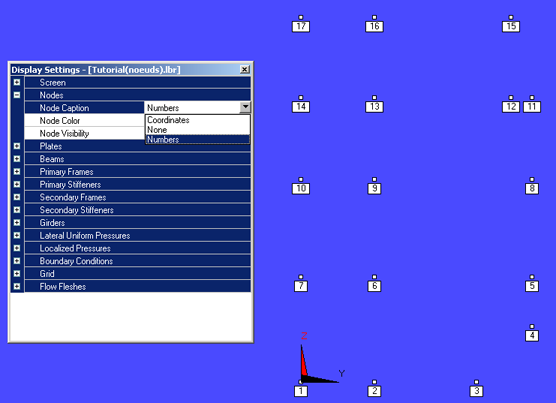 17 16 15
Display Settings - [Tutorial(noeuds).lbr]
Screen
Nodes
Node Caption Numbers
14 13 12 11
Node Color Coordinates
None
Node Visibility Numbers
Plates
Beams
Primary Frames
Primary Stiffeners
10 9 8
Secondary Frames
Secondary Stiffeners
Girders
Lateral Uniform Pressures
Localized Pressures
Boundary Conditions
Grid
Flow Fleshes
7 6 5
4
Z
Y
1 2 3